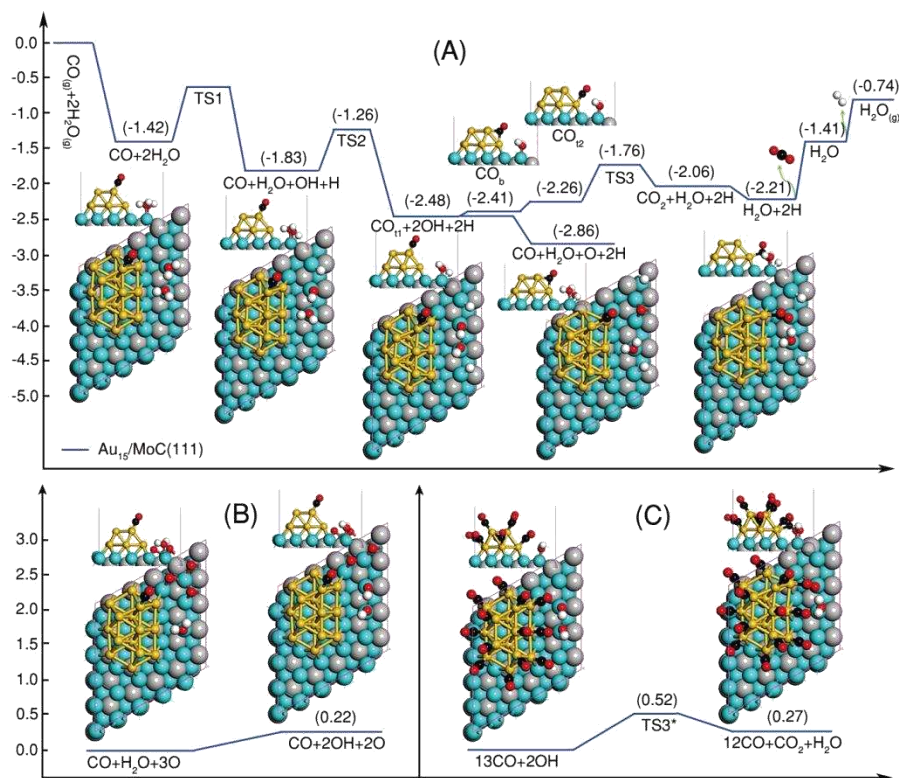 (A)
0.0
-0.5
-1.0
-1.5
-2.0
-2.5
-3.0
-3.5
-4.0
-4.5
-5.0
CO(g)+2H2O(g)
(-1.42)
CO+2H2O
TS1
(-1.83)
CO+H2O+OH+H
(-1.26)
TS2
(-2.48)
COt1+2OH+2H
(-2.41)
COb
(-2.26)
COt2
(-2.86)
CO+H2O+O+2H
(-1.76)
TS3
(-2.06)
CO2+H2O+2H
(-2.21)
H2O+2H
(-1.41)
H2O
(-0.74)
H2O(g)
Au15/MoC(111)
(B)
3.0
2.5
2.0
1.5
1.0
0.5
0.0
CO+H2O+3O
(0.22)
CO+2OH+2O
(C)
13CO+2OH
(0.52)
TS3*
(0.27)
12CO+CO2+H2O